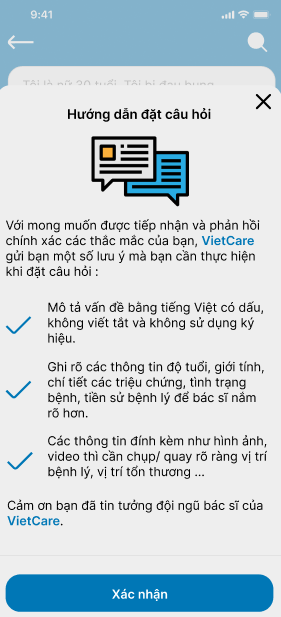 9:41
Tôi là nữ 30 tuổi. Tôi bị đau bụng
Hướng dẫn đặt câu hỏi
Với mong muốn được tiếp nhận và phản hồi
chính xác các thắc mắc của bạn, VietCare
gửi bạn một số lưu ý mà bạn cần thực hiện
khi đặt câu hỏi :
Mô tả vấn đề bằng tiếng Việt có dấu,
không viết tắt và không sử dụng ký
hiệu.
Ghi rõ các thông tin độ tuổi, giới tính,
chí tiết các triệu chứng, tình trạng
bệnh, tiền sử bệnh lý để bác sĩ nắm
rõ hơn.
Các thông tin đính kèm như hình ảnh,
video thì cần chụp/ quay rõ ràng vị trí
bệnh lý, vị trí tổn thương ...
Cảm ơn bạn đã tin tưởng đội ngũ bác sĩ của
VietCare.
Xác nhận